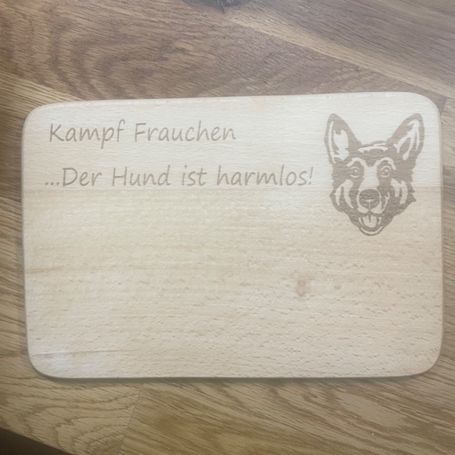 Kampf Frauchen
...Der Hund ist harmlos!